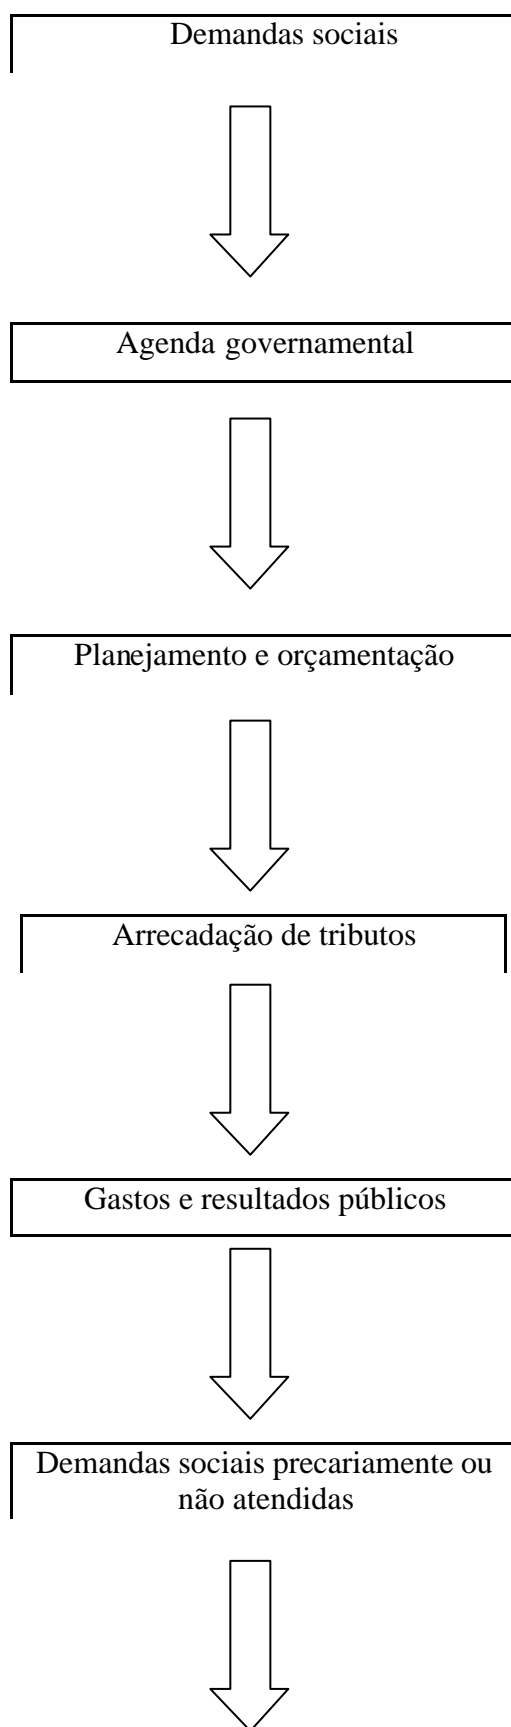 Demandas sociais
Agenda governamental
Planejamento e orçamentação
Arrecadação de tributos
Gastos e resultados públicos
Demandas sociais precariamente ou
não atendidas